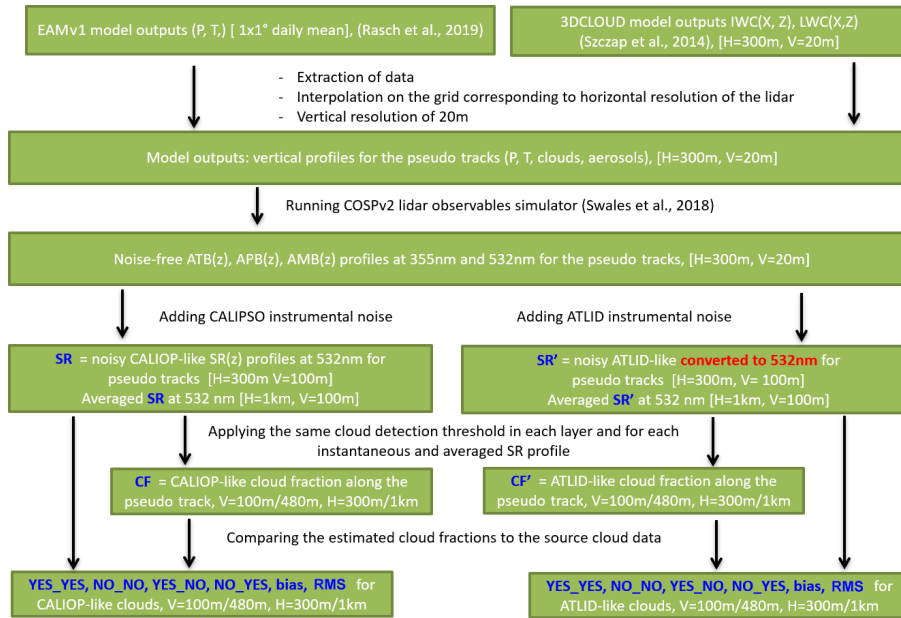 EAMv1 model outputs (P, T,) [ 1x1° daily mean], (Rasch et al., 2019)
3DCLOUD model outputs IWC(X, Z), LWC(X,Z)
(Szczap et al., 2014), [H=300m, V=20m]
- Extraction of data
- Interpolation on the grid corresponding to horizontal resolution of the lidar
- Vertical resolution of 20m
Model outputs: vertical profiles for the pseudo tracks (P, T, clouds, aerosols), [H=300m, V=20m]
Running COSPv2 lidar observables simulator (Swales et al., 2018)
Noise-free ATB(z), APB(z), AMB(z) profiles at 355nm and 532nm for the pseudo tracks, [H=300m, V=20m]
Adding CALIPSO instrumental noise
Adding ATLID instrumental noise
SR = noisy CALIOP-like SR(z) profiles at 532nm for
pseudo tracks [H=300m V=100m]
Averaged SR at 532 nm [H=1km, V=100m]
SR' = noisy ATLID-like converted to 532nm for
pseudo tracks [H=300m, V= 100m]
Averaged SR' at 532 nm [H=1km, V=100m]
Applying the same cloud detection threshold in each layer and for each
instantaneous and averaged SR profile
CF = CALIOP-like cloud fraction along the
pseudo track, V=100m/480m, H=300m/1km
CF' = ATLID-like cloud fraction along the
pseudo track, V=100m/480m, H=300m/1km
Comparing the estimated cloud fractions to the source cloud data
YES_YES, NO_NO, YES_NO, NO_YES, bias, RMS for
CALIOP-like clouds, V=100m/480m, H=300m/1km
YES_YES, NO_NO, YES_NO, NO_YES, bias, RMS for
ATLID-like clouds, V=100m/480m, H=300m/1km